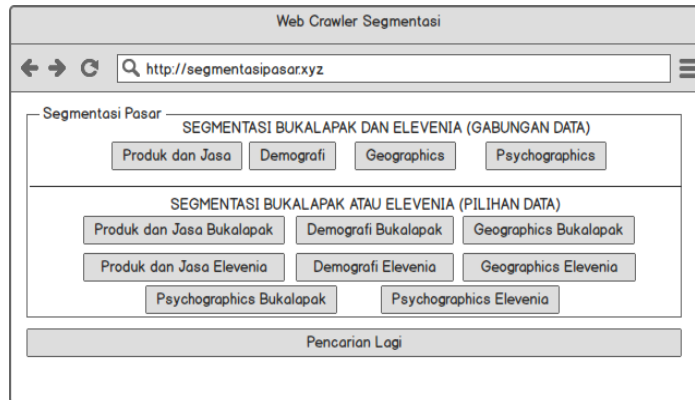 Web Crawler Segmentasi
http://segmentasipasar.xyz
Segmentasi Pasar
SEGMENTASI BUKALAPAK DAN ELEVENIA (GABUNGAN DATA)
Produk dan Jasa Demografi Geographics Psychographics
SEGMENTASI BUKALAPAK ATAU ELEVENIA (PILIHAN DATA)
Produk dan Jasa Bukalapak Demografi Bukalapak Geographics Bukalapak
Produk dan Jasa Elevenia Demografi Elevenia Geographics Elevenia
Psychographics Bukalapak Psychographics Elevenia
Pencarian Lagi